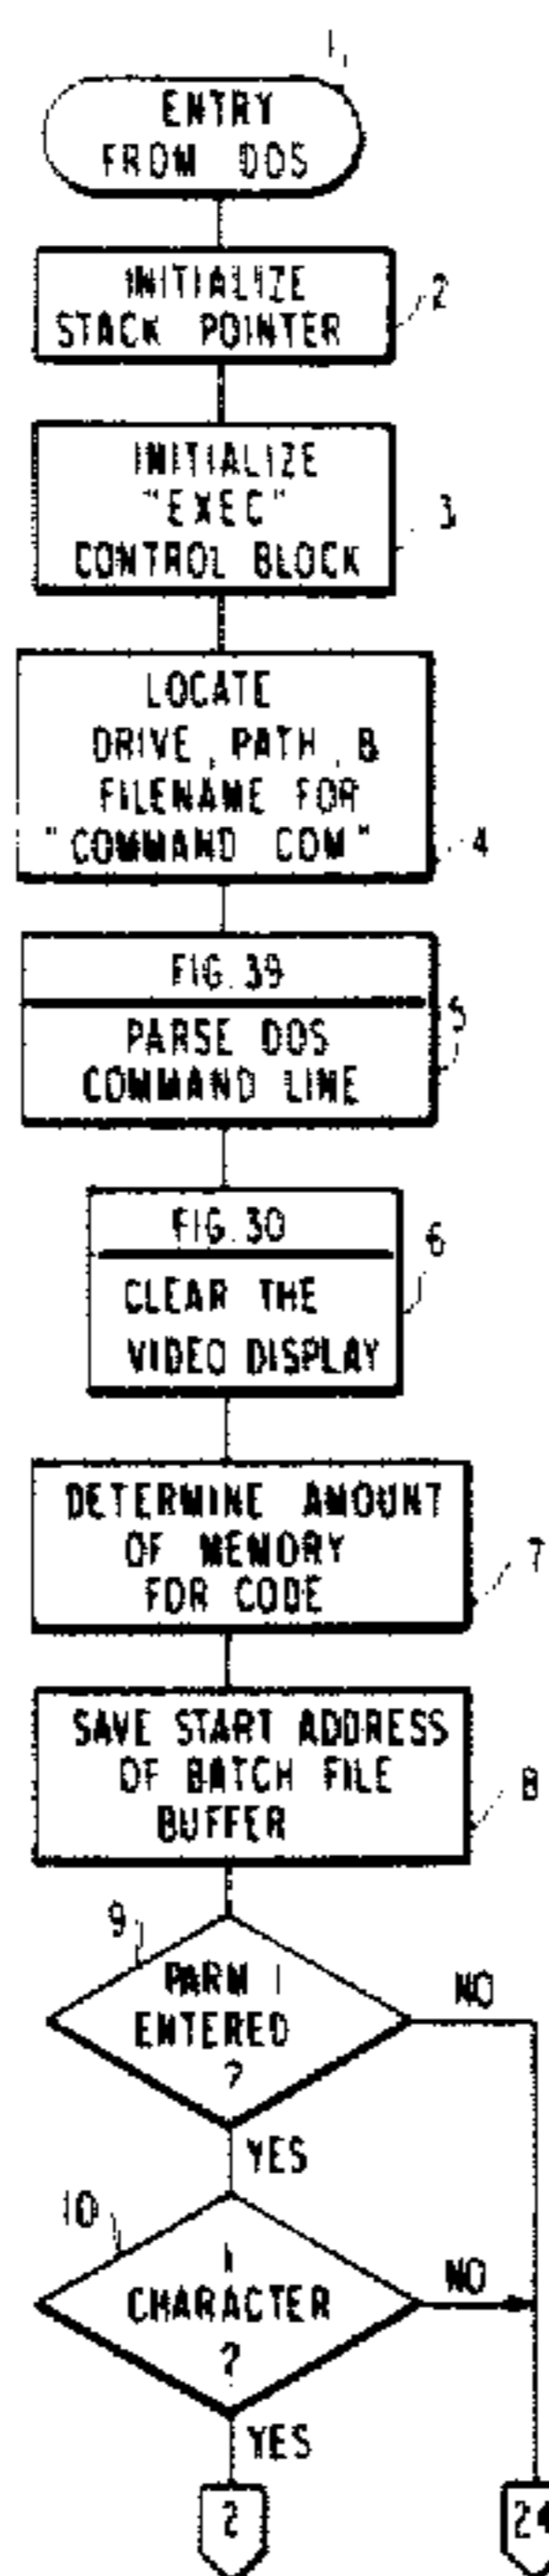 1
ENTRY
FROM DOS
INITIALIZE
STACK POINTER
2
INITIALIZE
"EXEC"
CONTROL BLOCK
3
LOCATE
DRIVE, PATH, &
FILENAME FOR
"COMMAND COM"
4
FIG. 39
PARSE DOS
COMMAND LINE
5
FIG. 30
CLEAR THE
VIDEO DISPLAY
6
DETERMINE AMOUNT
OF MEMORY
FOR CODE
7
SAVE START ADDRESS
OF BATCH FILE
BUFFER
8
9
PARM 1
ENTERED
?
NO
YES
10
1
CHARACTER
?
NO
YES
2
24